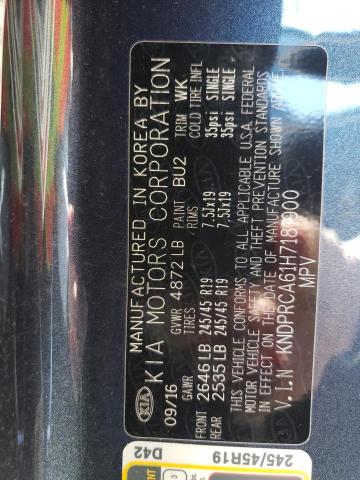 MANUFACTURED IN KOREA BY
KIA MOTORS CORPORATION
09/16 GVWR 4872LB PAINT BU2 TRIM WK
GAWR TIRES RIMS COLD TIRE INFL
FRONT 2646LB 245/45 R19 7.5Jx19 35psi SINGLE
REAR 2535LB 245/45 R19 7.5Jx19 35psi SINGLE
THIS VEHICLE CONFORMS TO ALL APPLICABLE U.S.A. FEDERAL
MOTOR VEHICLE SAFETY AND THEFT PREVENTION STANDARDS
IN EFFECT ON THE DATE OF MANUFACTURE SHOWN ABOVE.
V.I.N
MPV
KIA
D42
245/45R19